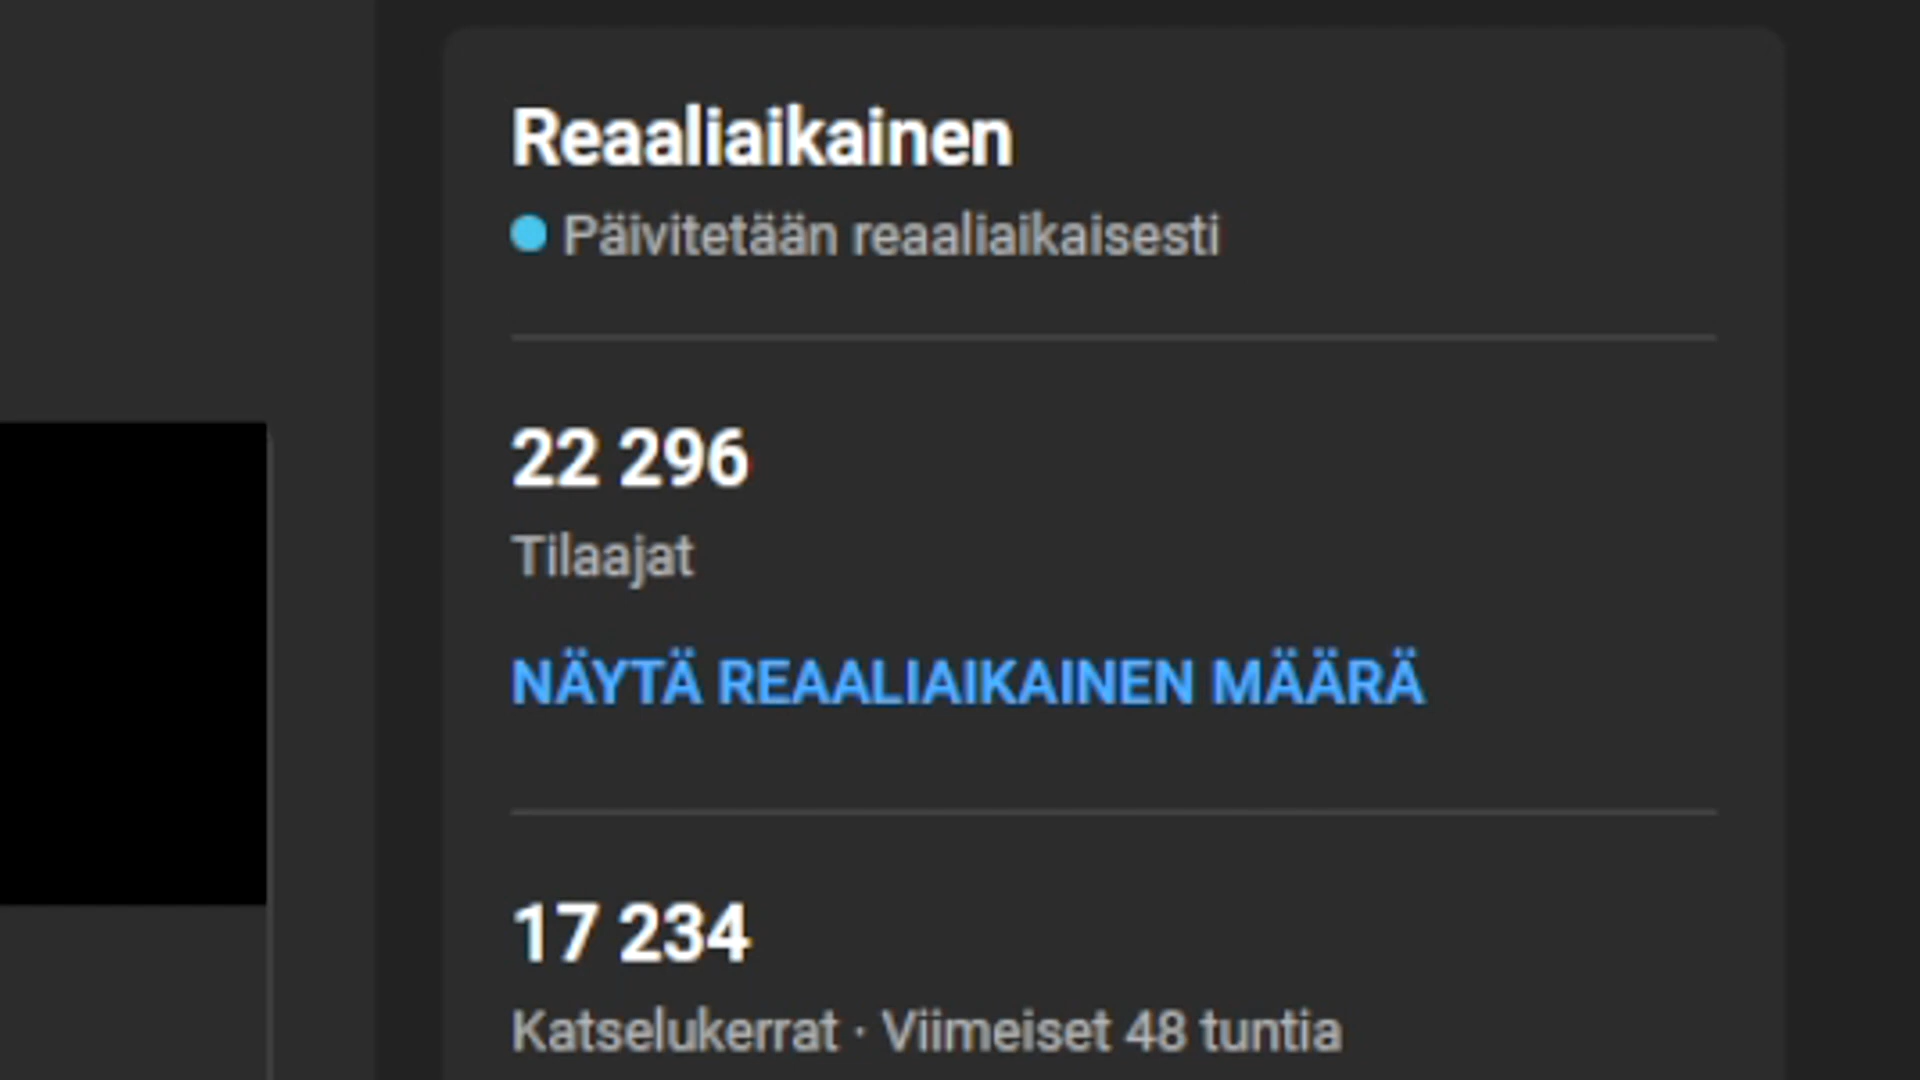 Reaaliaikainen
Päivitetään reaaliaikaisesti
22 296
Tilaajat
NÄYTÄ REAALIAIKAINEN MÄÄRÄ
17 234
Katselukerrat · Viimeiset 48 tuntia